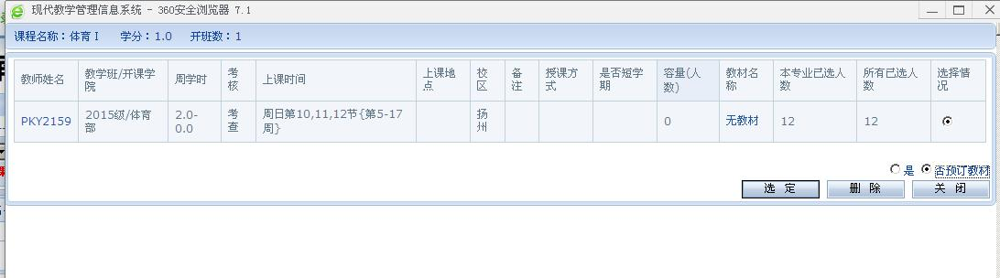 现代教学管理信息系统 - 360安全浏览器 7.1
课程名称：体育Ⅰ 学分：1.0 开班数：1
教师姓名 教学班/开课学院 周学时 考核 上课时间 上课地点 校区 备注 授课方式 是否短学期 容量(人数) 教材名称 本专业已选人数 所有已选人数 选择情况
PKY2159 2015级/体育部 2.0-0.0 考查 周日第10,11,12节{第5-17周} 扬州 0 无教材 12 12
是 否预订教材
选 定 删 除 关 闭